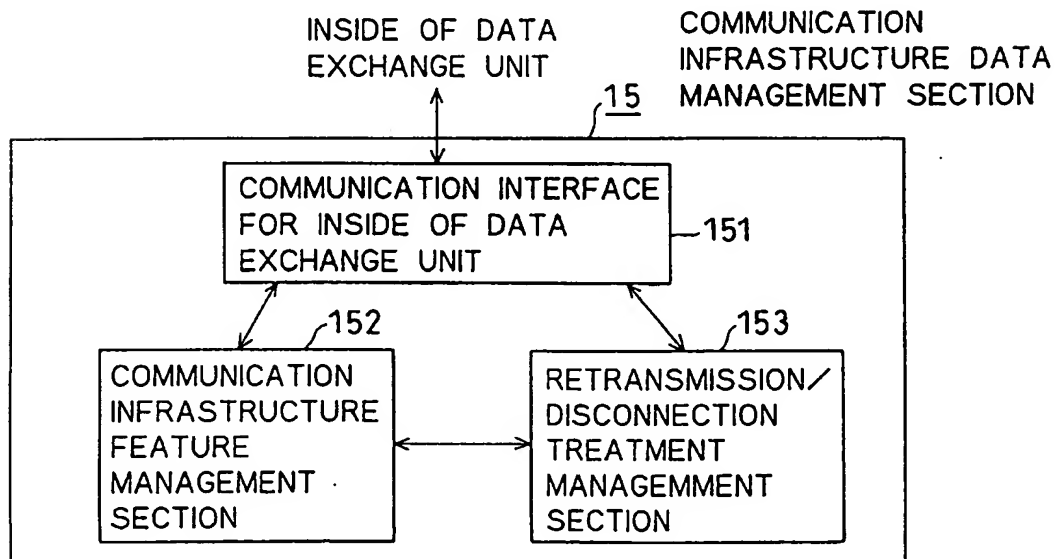 INSIDE OF DATA
EXCHANGE UNIT
COMMUNICATION
INFRASTRUCTURE DATA
MANAGEMENT SECTION
15
COMMUNICATION INTERFACE
FOR INSIDE OF DATA
EXCHANGE UNIT
151
152
COMMUNICATION
INFRASTRUCTURE
FEATURE
MANAGEMENT
SECTION
153
RETRANSMISSION/
DISCONNECTION
TREATMENT
MANAGEMMENT
SECTION